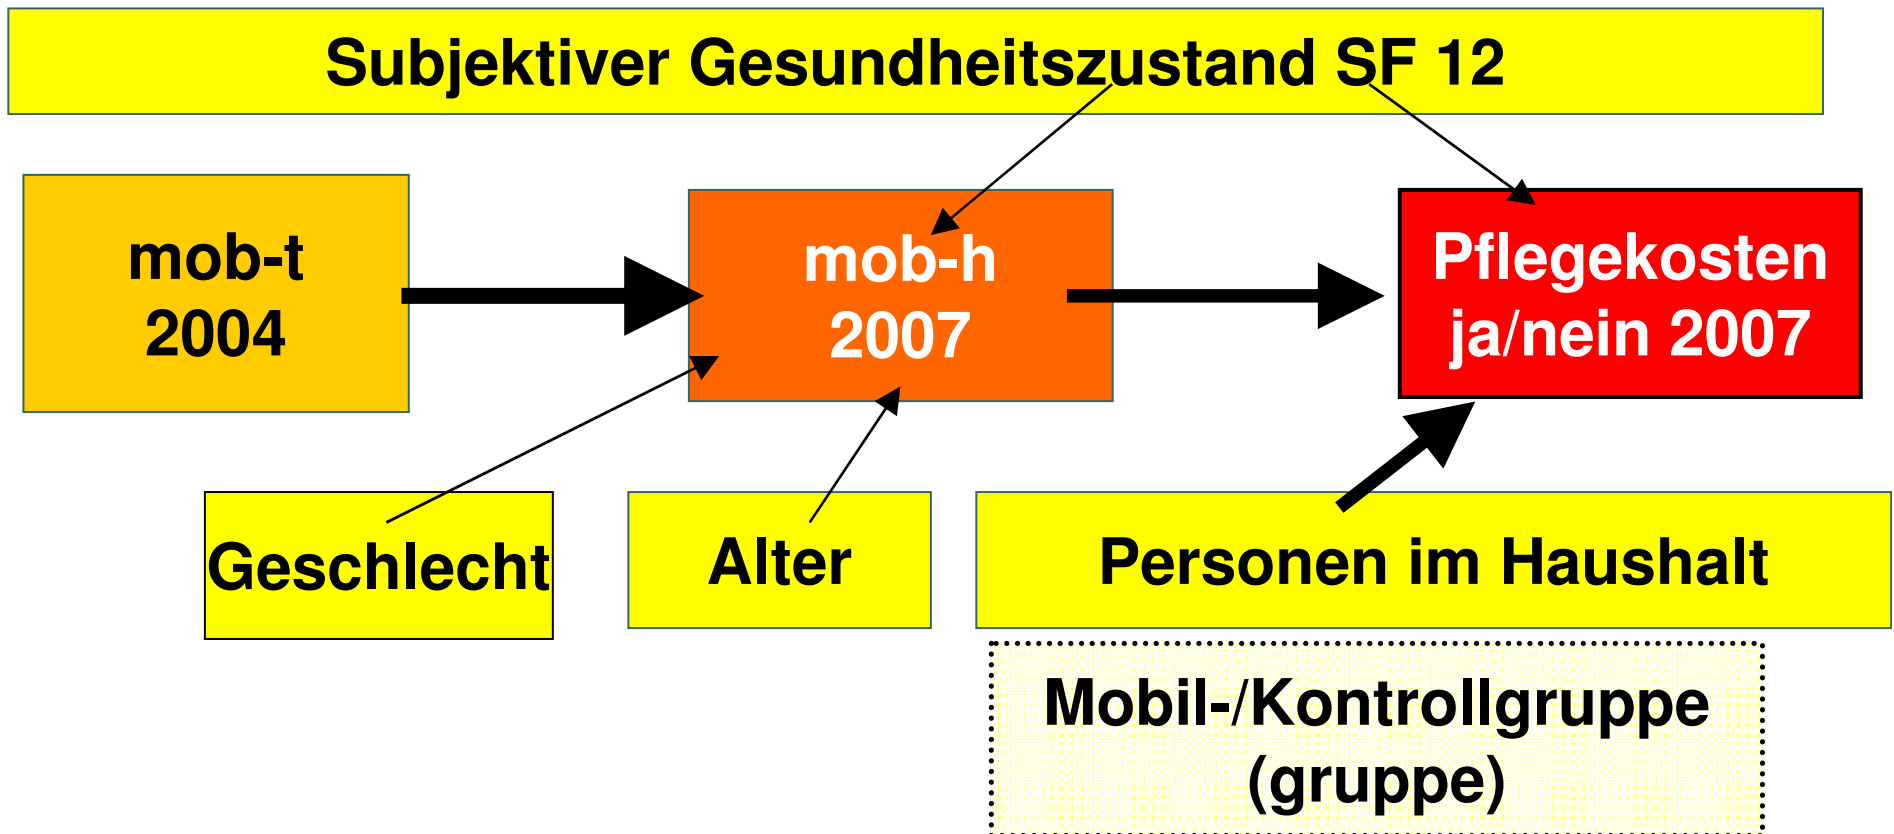 Subjektiver Gesundheitszustand SF 12
mob-t
2004
mob-h
2007
Pflegekosten
ja/nein 2007
Geschlecht
Alter
Personen im Haushalt
Mobil-/Kontrollgruppe
(gruppe)